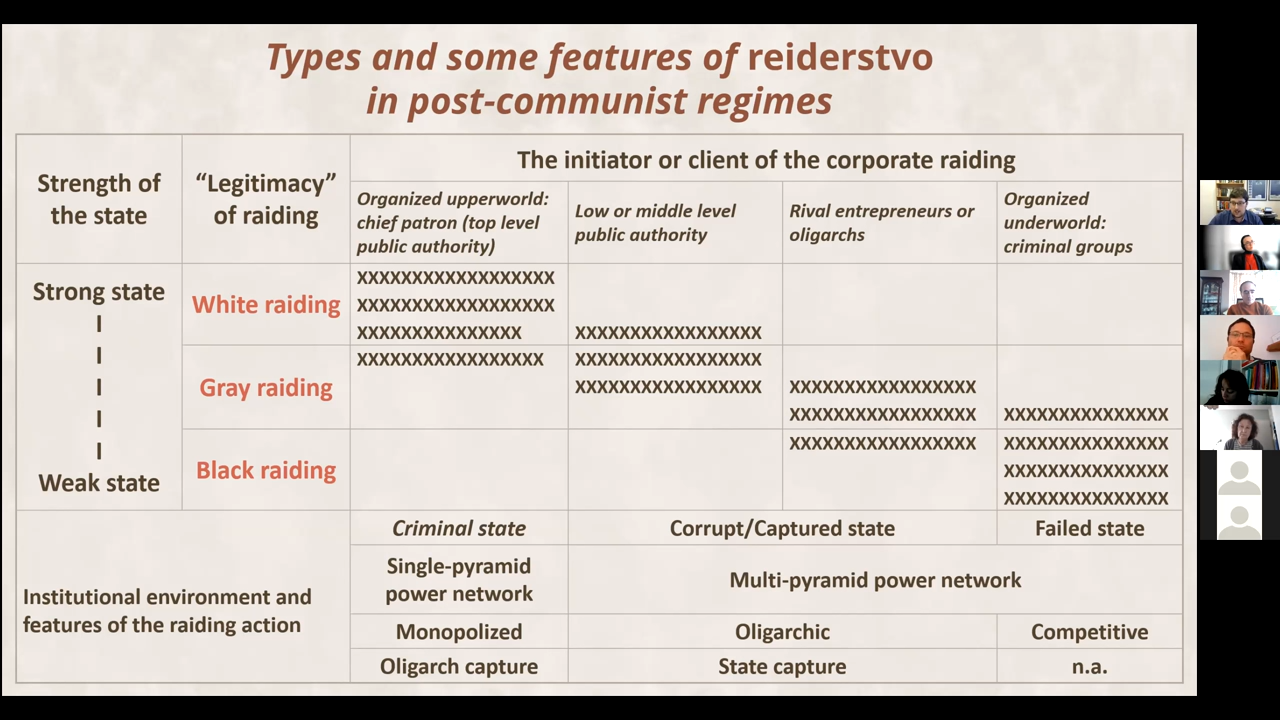 Types and some features of reiderstvo
in post-communist regimes
Strength of
the state
“Legitimacy”
of raiding
The initiator or client of the corporate raiding
Organized upperworld:
chief patron (top level
public authority)
Low or middle level
public authority
Rival entrepreneurs or
oligarchs
Organized
underworld:
criminal groups
Strong state
I
I
I
I
I
Weak state
White raiding
XXXXXXXXXXXXXXXXXX
XXXXXXXXXXXXXXXXXX
XXXXXXXXXXXXXXX
XXXXXXXXXXXXXXXXX
Gray raiding
XXXXXXXXXXXXXXXXX
XXXXXXXXXXXXXXXXX
XXXXXXXXXXXXXXXXX
XXXXXXXXXXXXXXXXX
XXXXXXXXXXXXXXXXX
XXXXXXXXXXXXXXX
Black raiding
XXXXXXXXXXXXXXXXX
XXXXXXXXXXXXXXX
XXXXXXXXXXXXXXX
XXXXXXXXXXXXXXX
Institutional environment and
features of the raiding action
Criminal state
Corrupt/Captured state
Failed state
Single-pyramid
power network
Multi-pyramid power network
Monopolized
Oligarchic
Competitive
Oligarch capture
State capture
n.a.